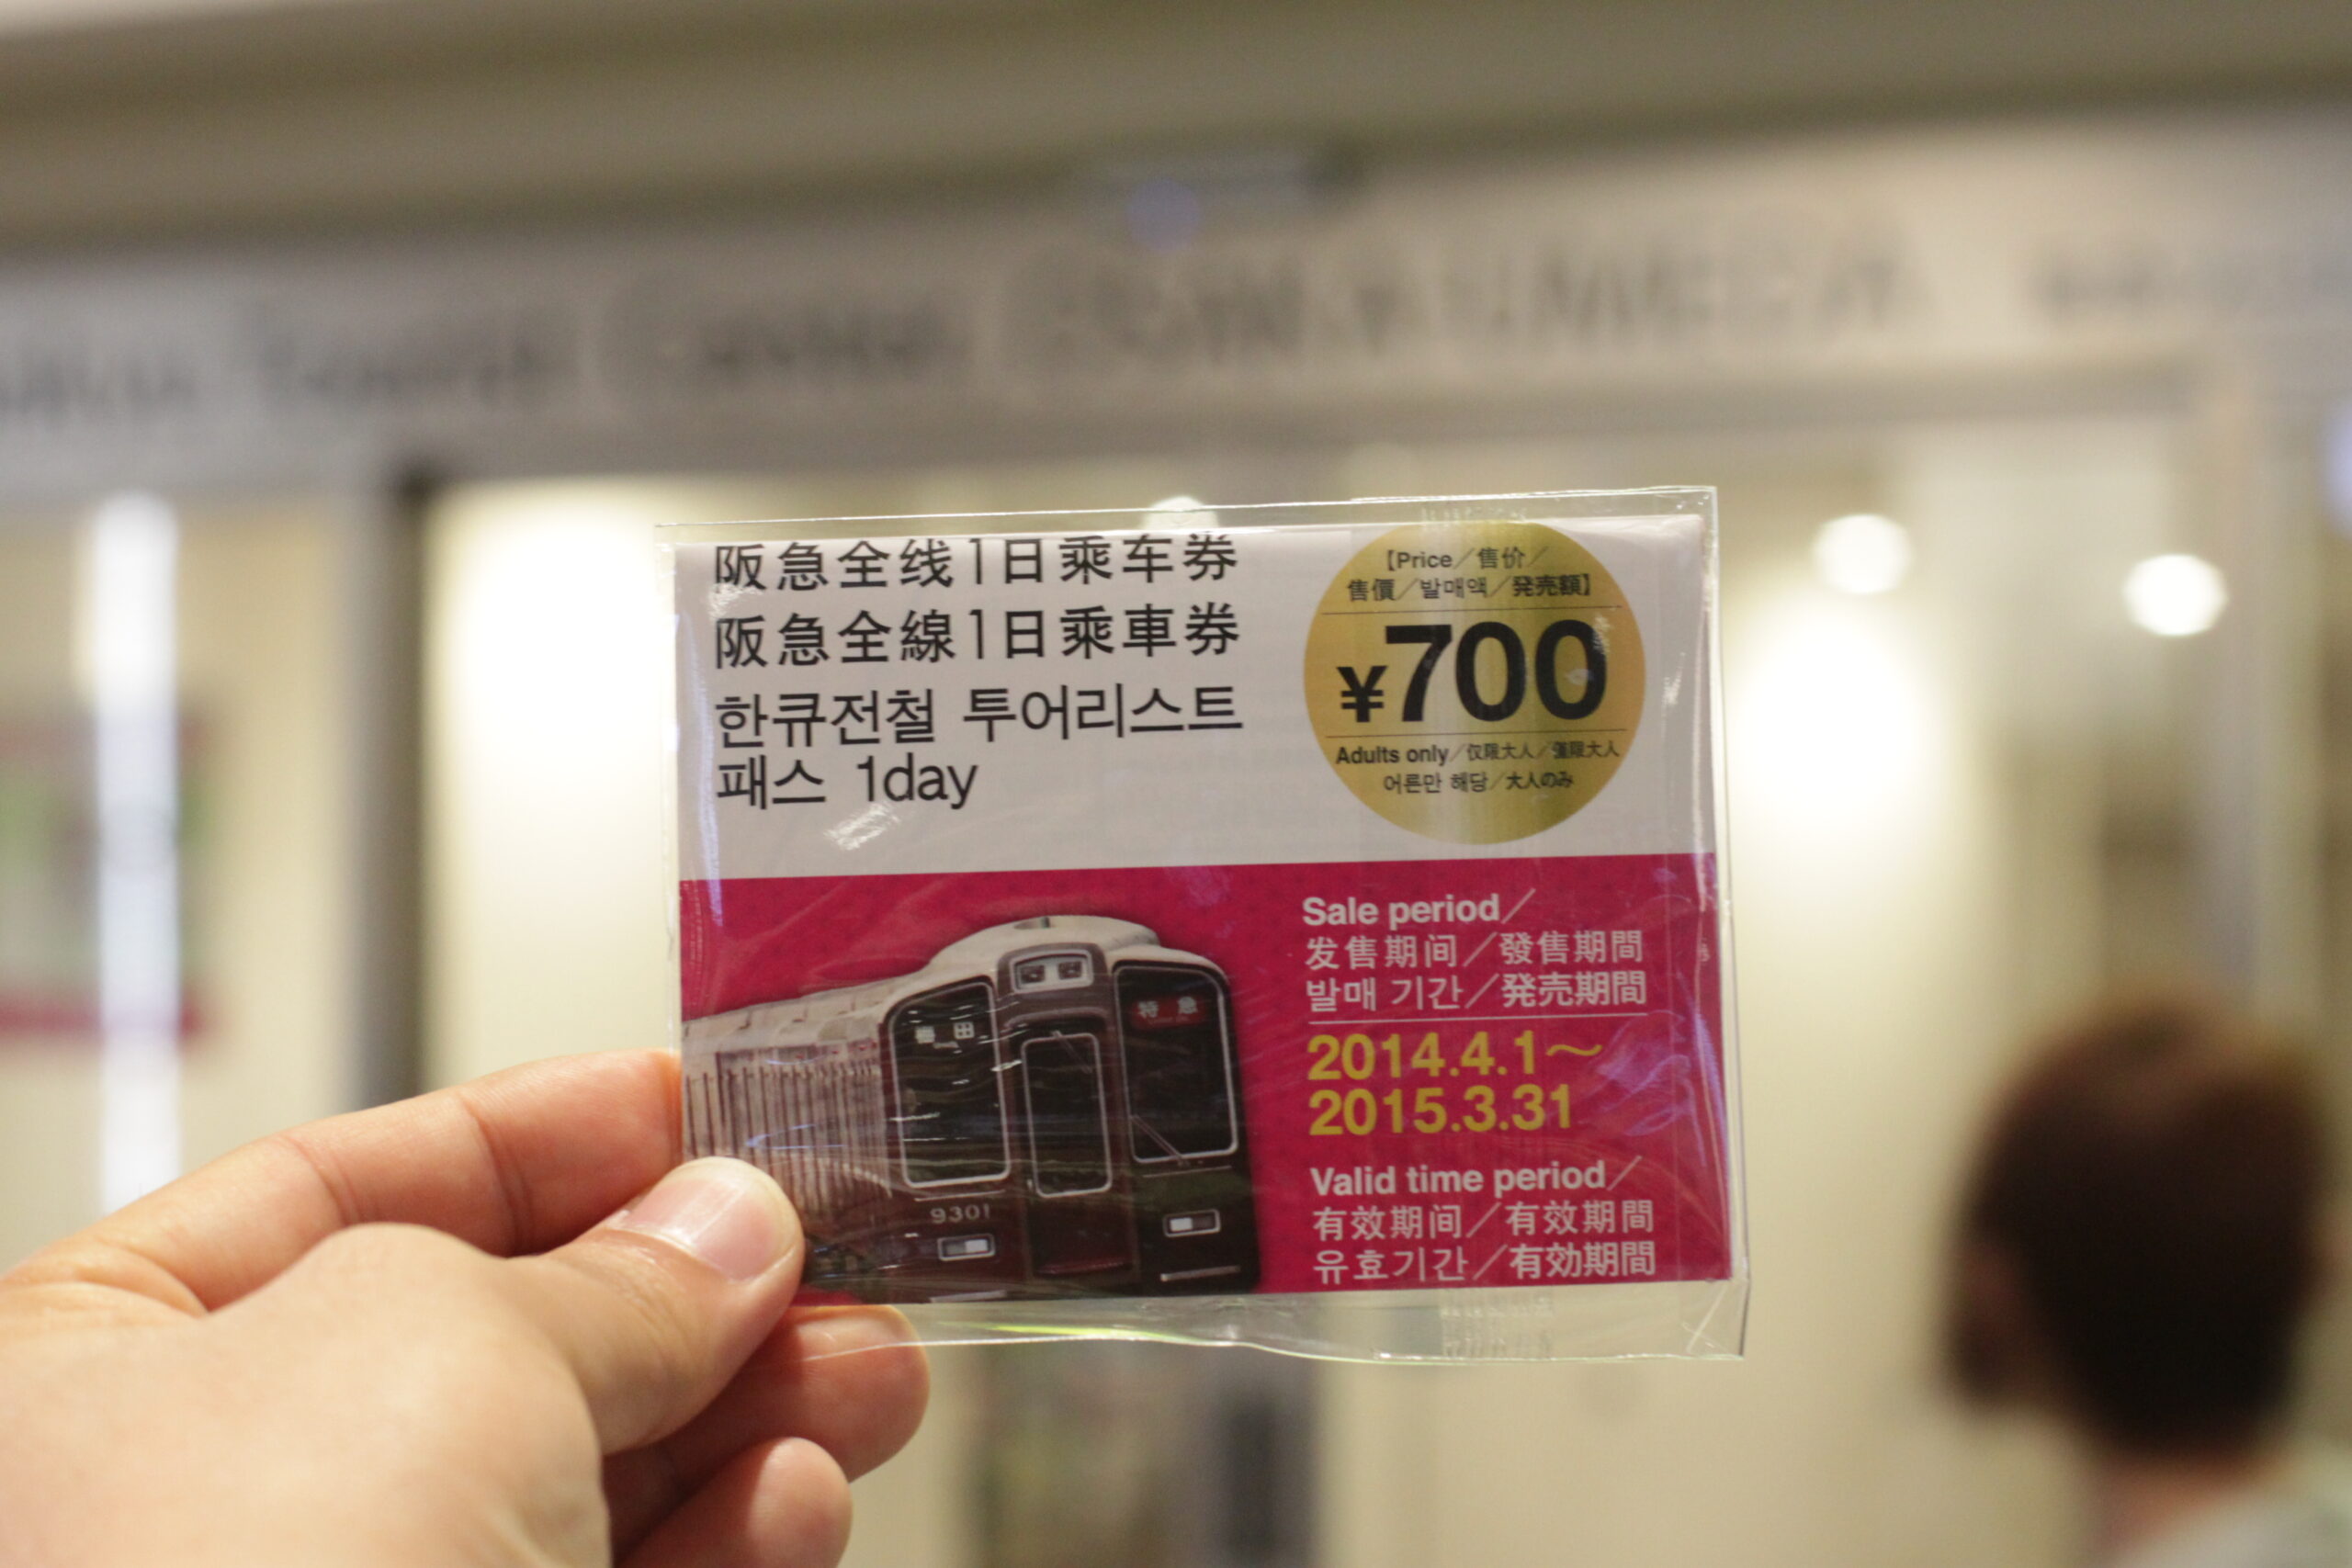 阪急全线1日乘车券
阪急全線1日乘車券
한큐전철 투어리스트
패스 1day
【Price／售价／
售價／발매액／発売額】
¥700
Adults only／仅限大人／僅限大人
어른만 해당／大人のみ
Sale period／
发售期间／發售期間
발매 기간／発売期間
2014.4.1～
2015.3.31
Valid time period／
有效期间／有效期間
유효기간／有効期間
特急
9301